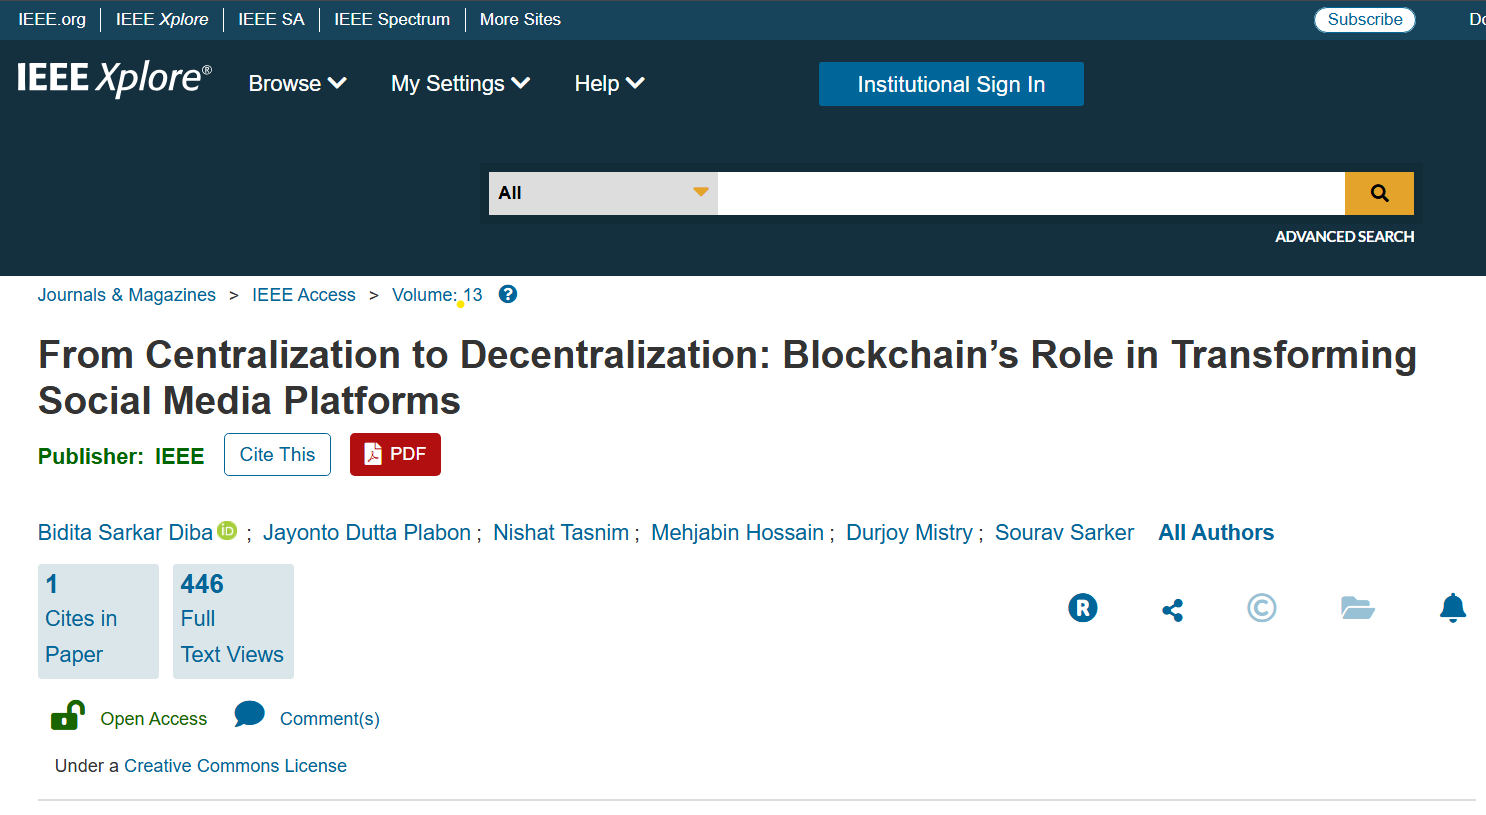 IEEE.org IEEE Xplore IEEE SA IEEE Spectrum More Sites Subscribe
IEEE Xplore® Browse My Settings Help Institutional Sign In
All
ADVANCED SEARCH
Journals & Magazines > IEEE Access > Volume: 13 ?
From Centralization to Decentralization: Blockchain’s Role in Transforming
Social Media Platforms
Publisher: IEEE Cite This PDF
Bidita Sarkar Diba iD ; Jayonto Dutta Plabon ; Nishat Tasnim ; Mehjabin Hossain ; Durjoy Mistry ; Sourav Sarker All Authors
1
Cites in
Paper
446
Full
Text Views
R ©
Open Access Comment(s)
Under a Creative Commons License